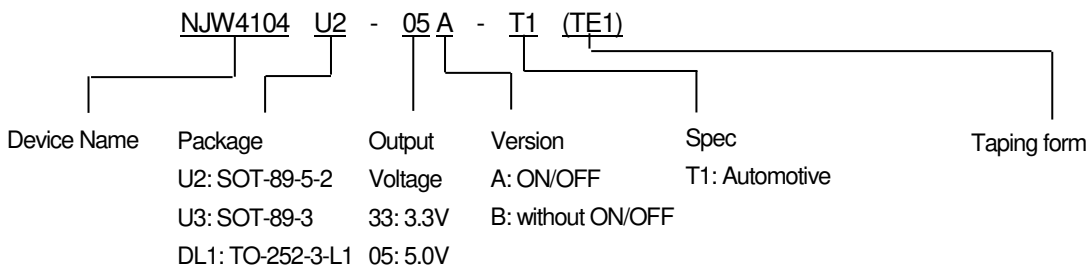 NJW4104 U2 - 05 A - T1 (TE1)
Device Name Package Output Version Spec Taping form
U2: SOT-89-5-2 Voltage A: ON/OFF T1: Automotive
U3: SOT-89-3 33: 3.3V B: without ON/OFF
DL1: TO-252-3-L1 05: 5.0V